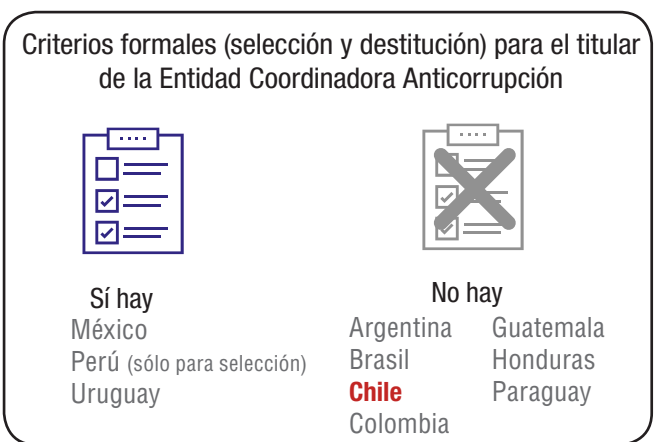 Criterios formales (selección y destitución) para el titular
de la Entidad Coordinadora Anticorrupción
Sí hay
México
Perú (sólo para selección)
Uruguay
No hay
Argentina
Brasil
Chile
Colombia
Guatemala
Honduras
Paraguay